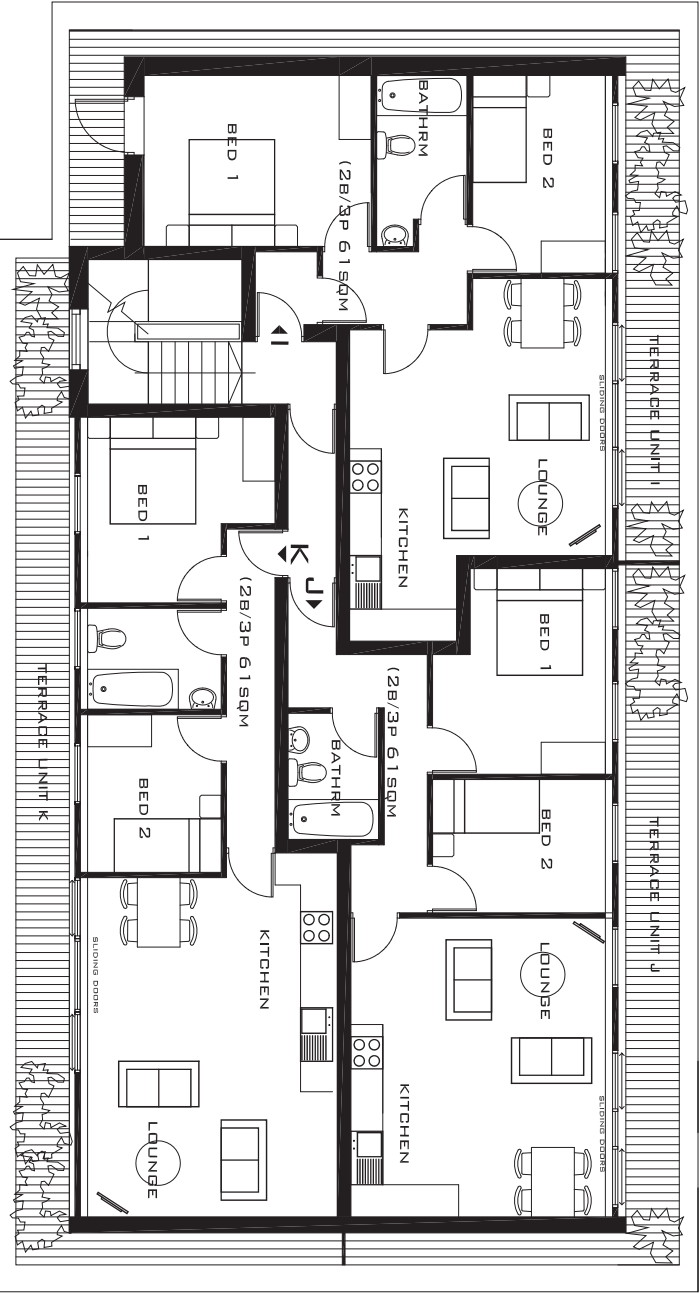 BED 1
(2B/3P 61SQM
BATHRM
BED 2
I
TERRACE UNIT I
SLIDING DOORS
LOUNGE
KITCHEN
BED 1
K
J
(2B/3P 61SQM
TERRACE UNIT K
BED 2
KITCHEN
SLIDING DOORS
LOUNGE
BED 1
(2B/3P 61SQM
BATHRM
BED 2
TERRACE UNIT J
LOUNGE
KITCHEN
SLIDING DOORS